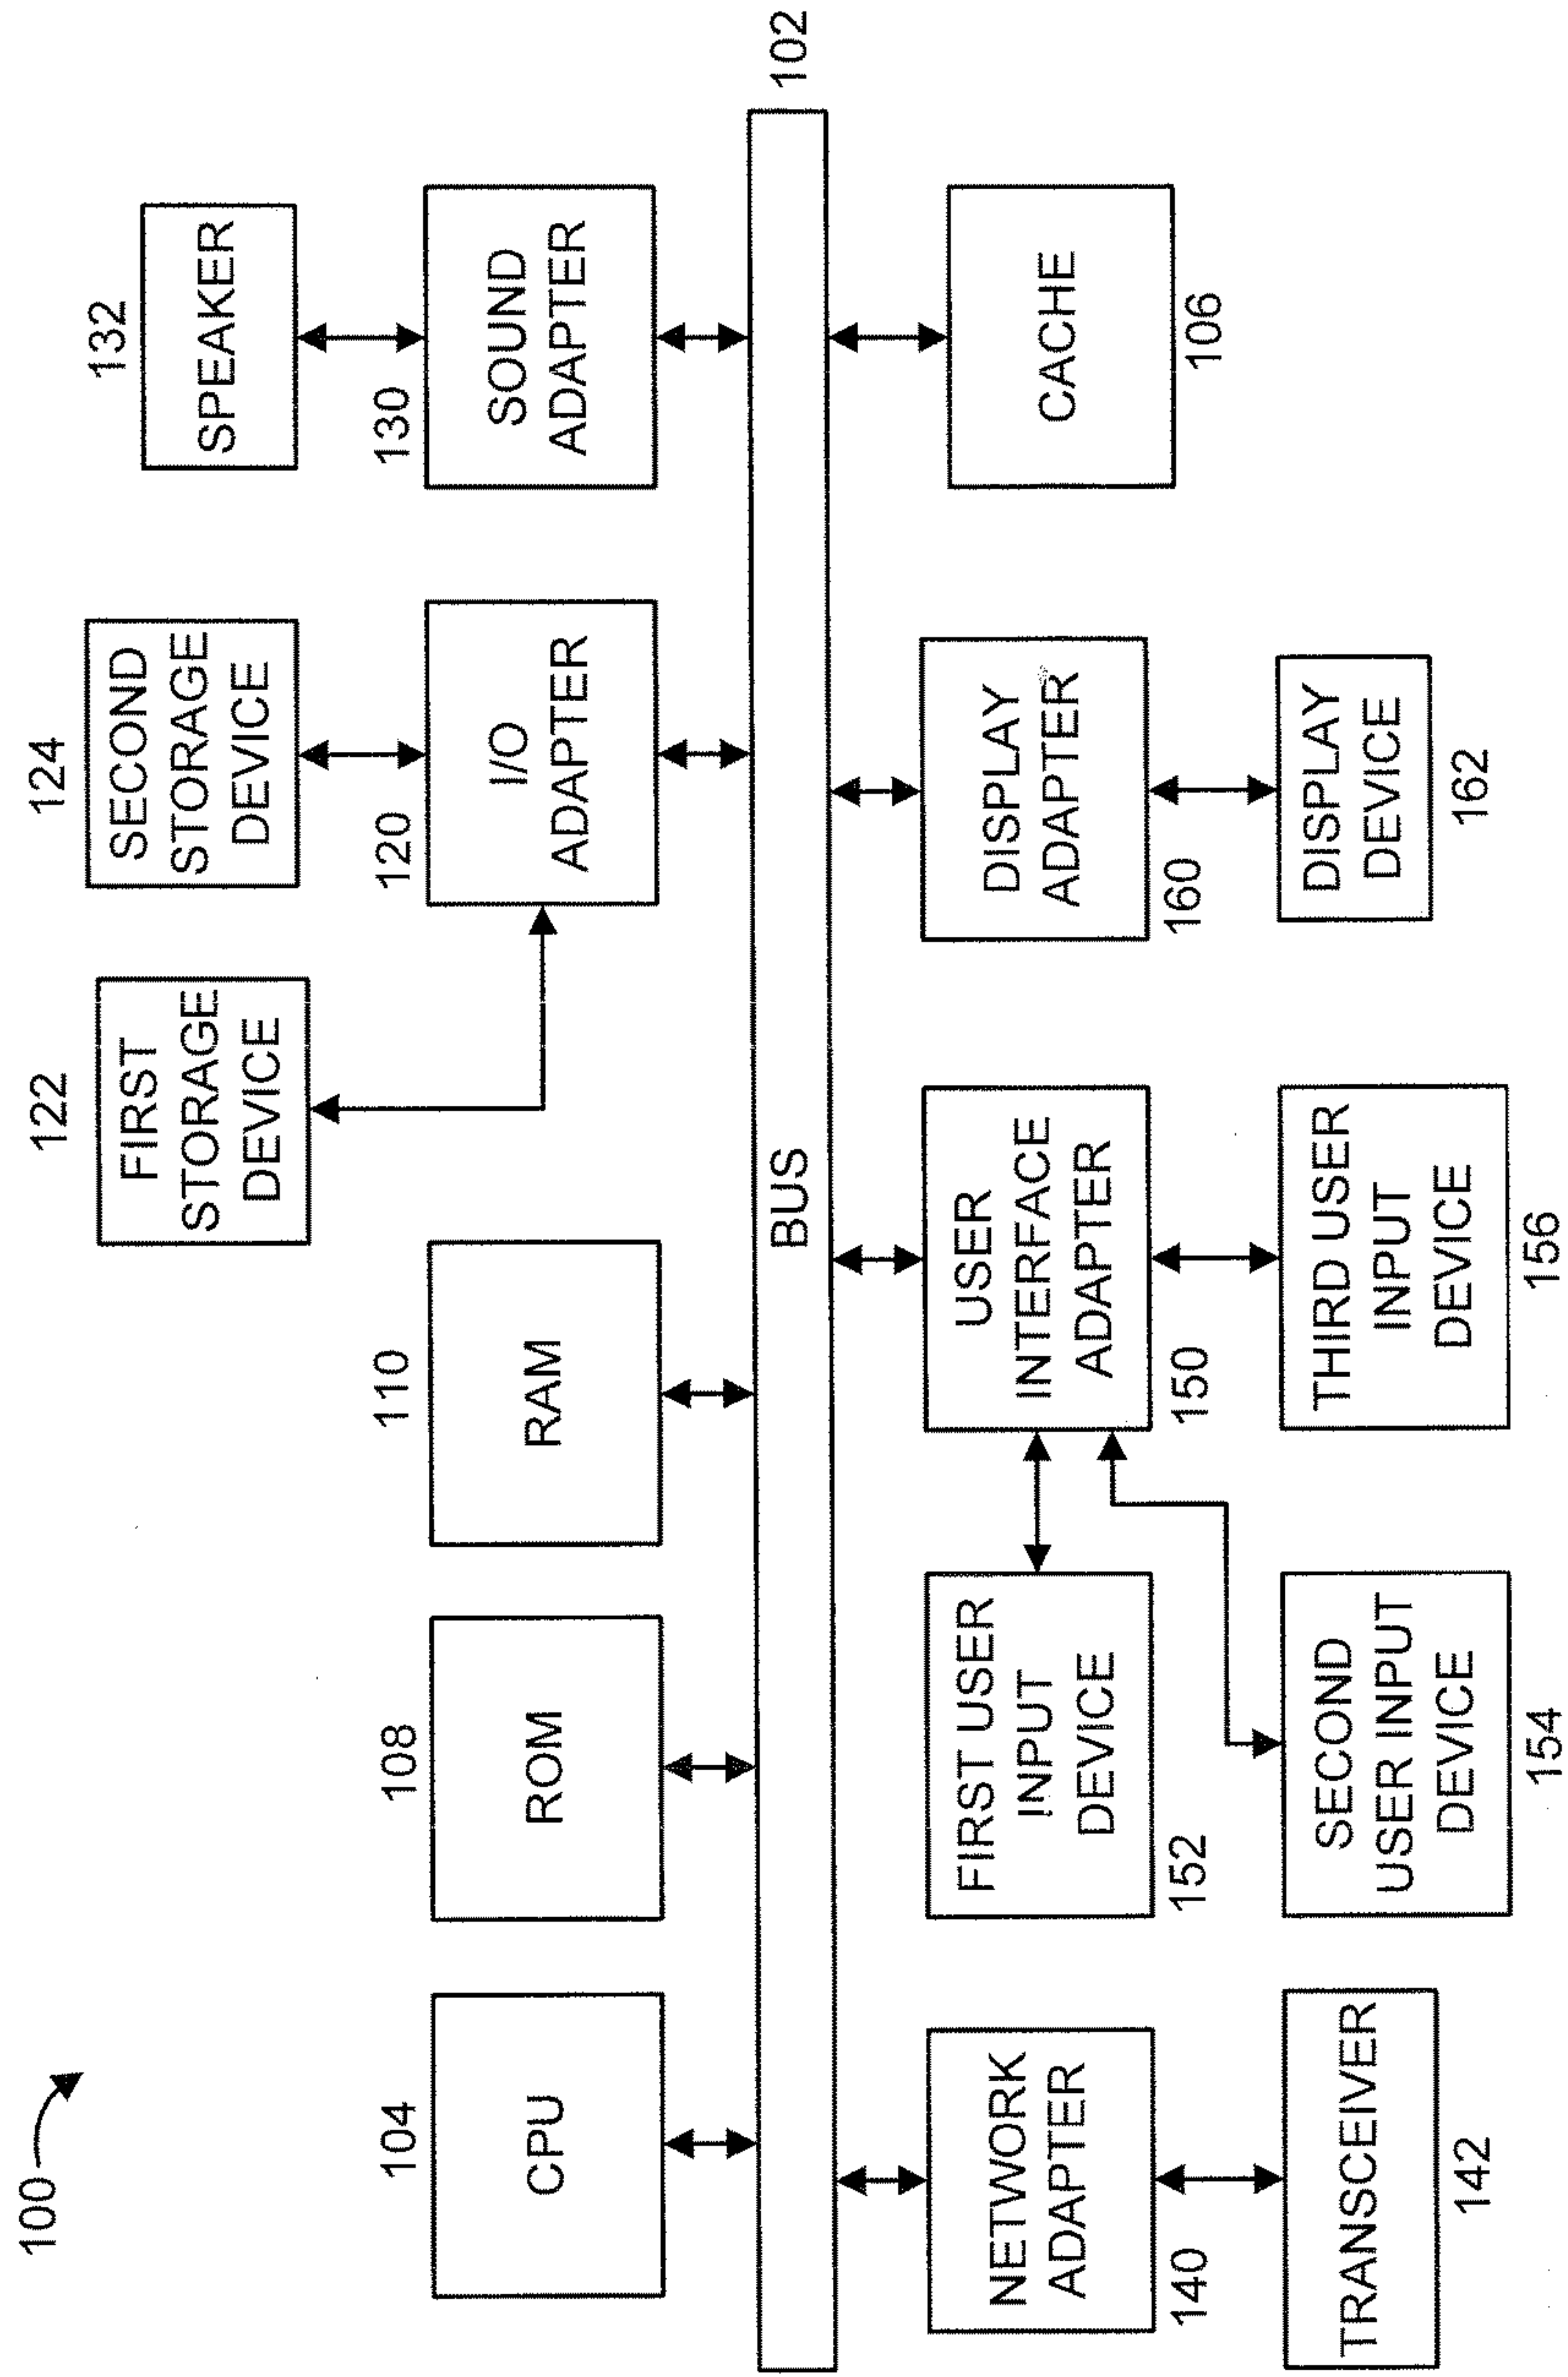 100
104
CPU
108
ROM
110
RAM
122
FIRST
STORAGE
DEVICE
124
SECOND
STORAGE
DEVICE
120
I/O
ADAPTER
132
SPEAKER
130
SOUND
ADAPTER
BUS
102
NETWORK
ADAPTER
140
TRANSCEIVER
142
FIRST USER
INPUT
DEVICE
152
SECOND
USER INPUT
DEVICE
154
USER
INTERFACE
ADAPTER
150
THIRD USER
INPUT
DEVICE
156
DISPLAY
ADAPTER
160
DISPLAY
DEVICE
162
CACHE
106